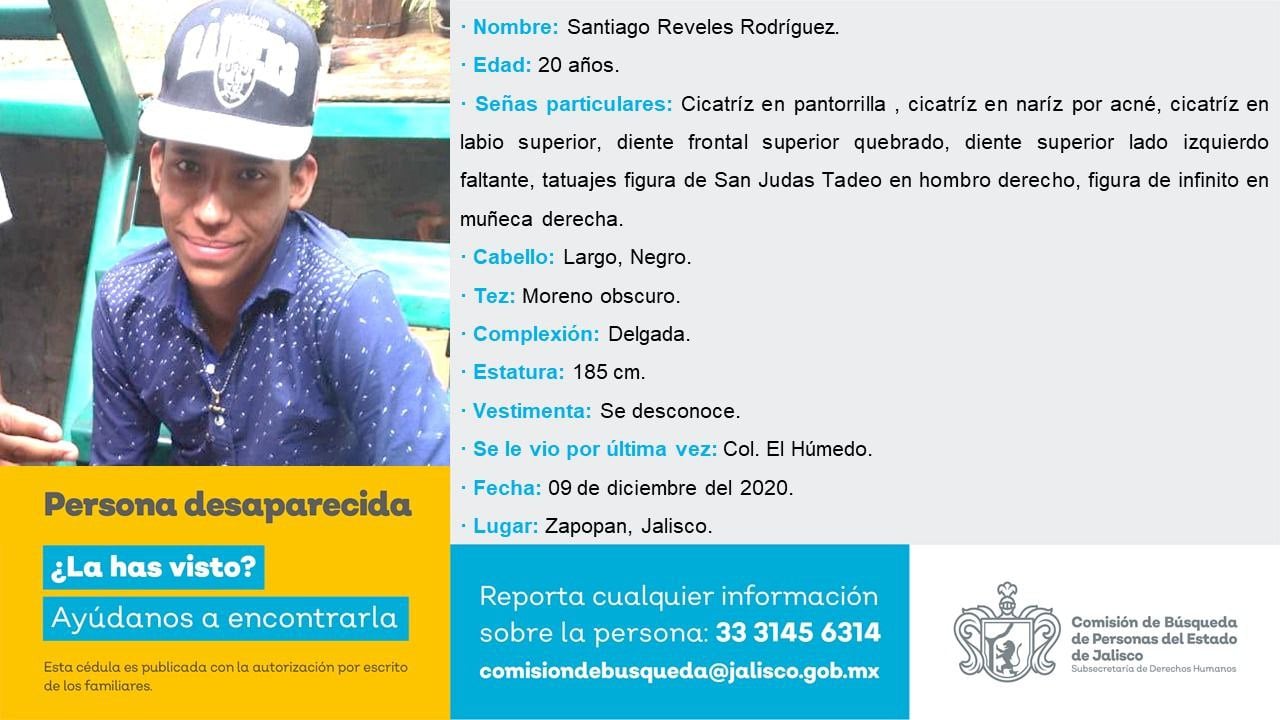 RAIDERS
· Nombre: Santiago Reveles Rodríguez.
· Edad: 20 años.
· Señas particulares: Cicatríz en pantorrilla , cicatríz en naríz por acné, cicatríz en
labio superior, diente frontal superior quebrado, diente superior lado izquierdo
faltante, tatuajes figura de San Judas Tadeo en hombro derecho, figura de infinito en
muñeca derecha.
· Cabello: Largo, Negro.
· Tez: Moreno obscuro.
· Complexión: Delgada.
· Estatura: 185 cm.
· Vestimenta: Se desconoce.
· Se le vio por última vez: Col. El Húmedo.
· Fecha: 09 de diciembre del 2020.
· Lugar: Zapopan, Jalisco.
Persona desaparecida
¿La has visto?
Ayúdanos a encontrarla
Esta cédula es publicada con la autorización por escrito
de los familiares.
Reporta cualquier información
sobre la persona: 33 3145 6314
comisiondebusqueda@jalisco.gob.mx
Comisión de Búsqueda
de Personas del Estado
de Jalisco
Subsecretaría de Derechos Humanos